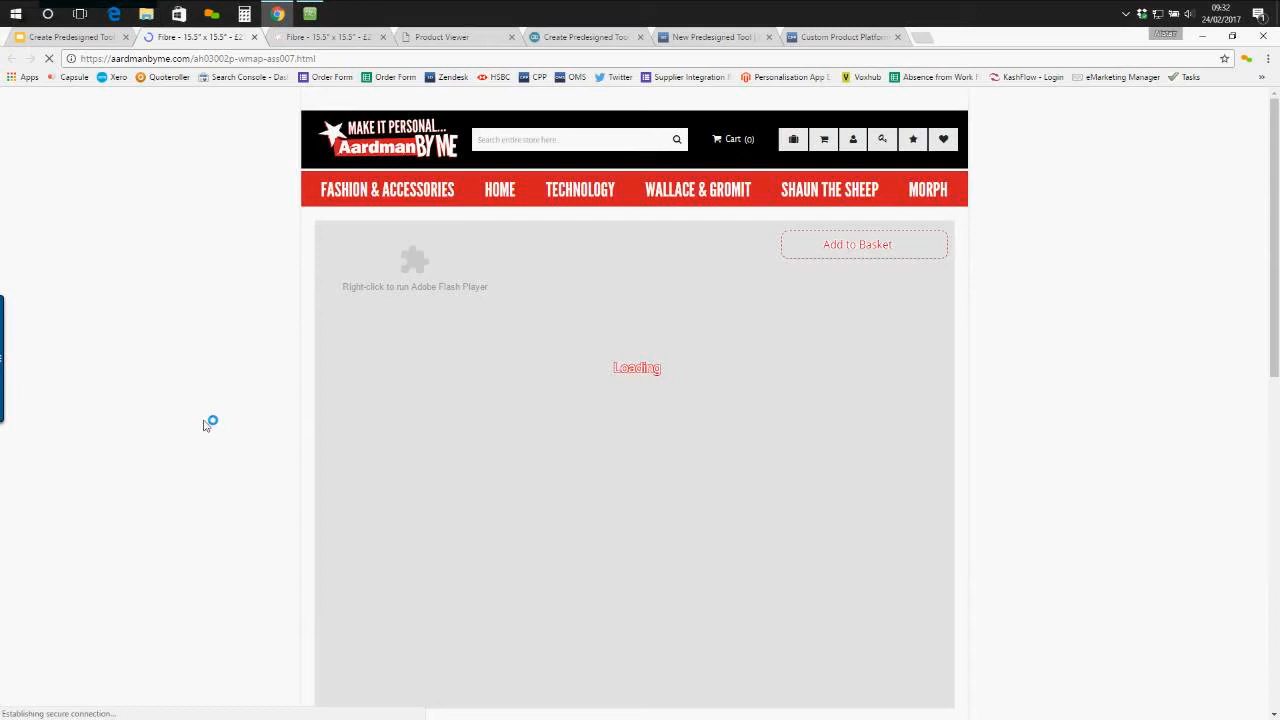 09:32
24/02/2017
Create Predesigned Tool
Fibre - 15.5" x 15.5" - £2
Fibre - 15.5" x 15.5" - £2
Product Viewer
Create Predesigned Tou
New Predesigned Tool |
Custom Product Platform
Alistair
https://aardmanbyme.com/ah03002p-wmap-ass007.html
Apps Capsule Xero Quoteroller Search Console - Dash Order Form Order Form Zendesk HSBC CPP OMS Twitter Supplier Integration F Personalisation App S Voxhub Absence from Work F KashFlow - Login eMarketing Manager Tasks »
MAKE IT PERSONAL...
Aardman BY ME
Search entire store here...
Cart (0)
FASHION & ACCESSORIES HOME TECHNOLOGY WALLACE & GROMIT SHAUN THE SHEEP MORPH
Add to Basket
Right-click to run Adobe Flash Player
Loading
Establishing secure connection...